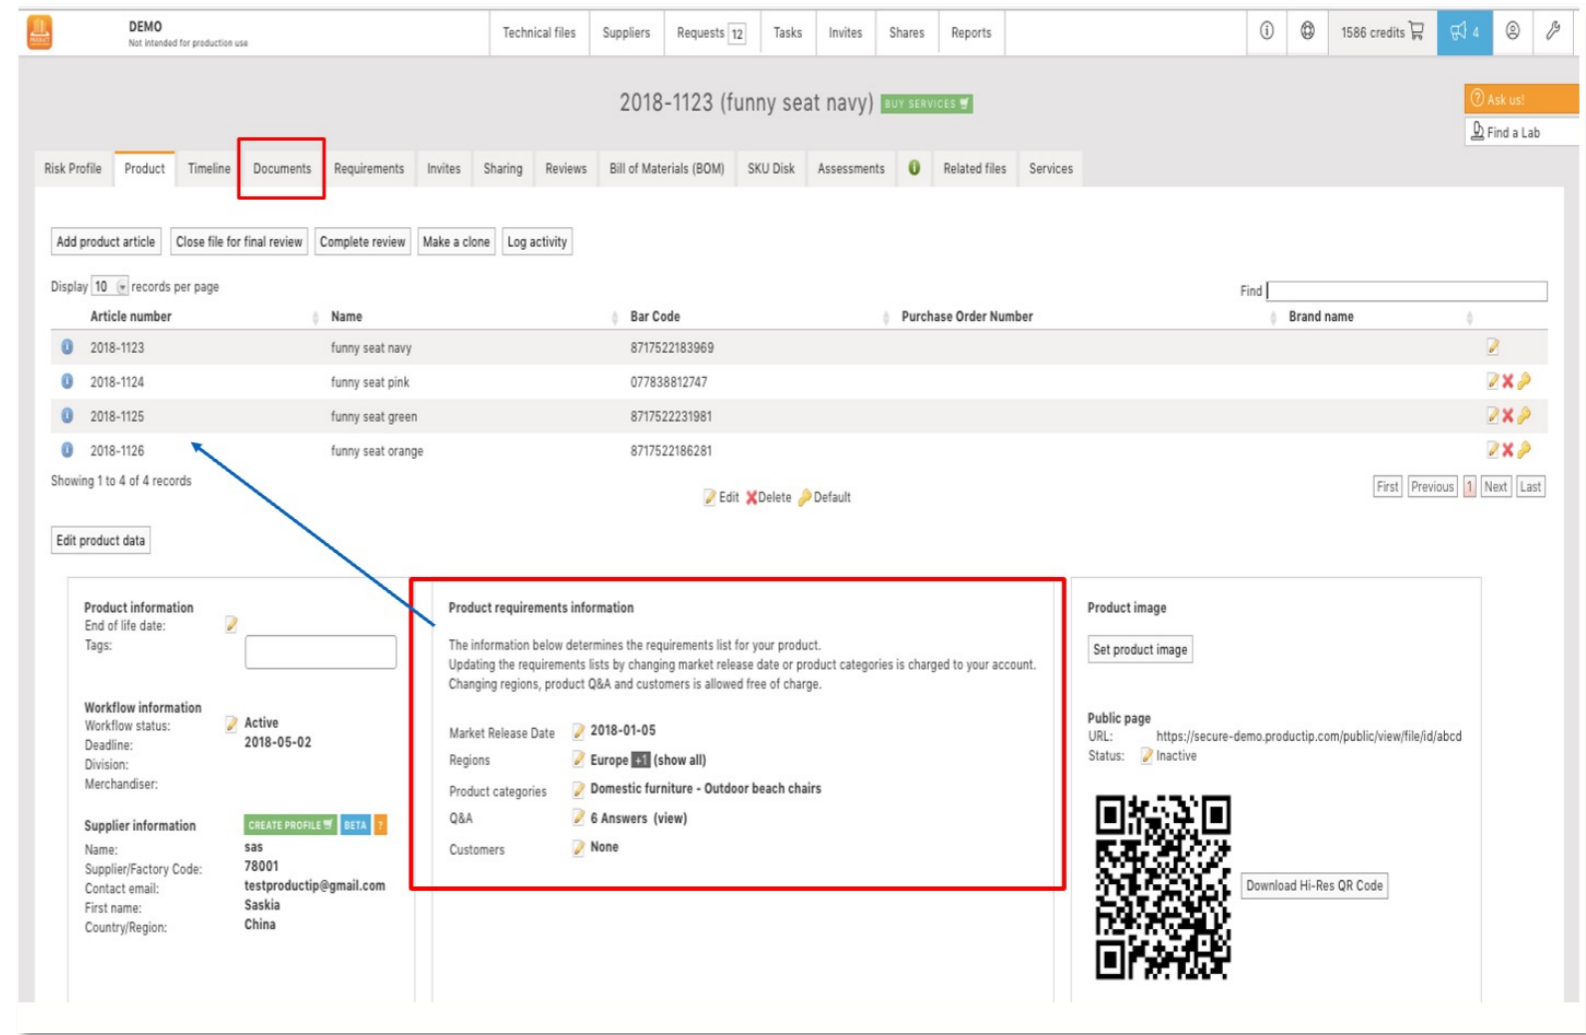 DEMO
Not intended for production use
Technical files Suppliers Requests 12 Tasks Invites Shares Reports
1586 credits 4
2018-1123 (funny seat navy) BUY SERVICES
Ask us!
Find a Lab
Risk Profile Product Timeline Documents Requirements Invites Sharing Reviews Bill of Materials (BOM) SKU Disk Assessments Related files Services
Add product article Close file for final review Complete review Make a clone Log activity
Display 10 records per page
Find
Article number Name Bar Code Purchase Order Number Brand name
2018-1123 funny seat navy 8717522183969
2018-1124 funny seat pink 077838812747
2018-1125 funny seat green 8717522231981
2018-1126 funny seat orange 8717522186281
Showing 1 to 4 of 4 records
Edit Delete Default
First Previous 1 Next Last
Edit product data
Product information
End of life date:
Tags:
Workflow information
Workflow status: Active
Deadline: 2018-05-02
Division:
Merchandiser:
Supplier information CREATE PROFILE BETA ?
Name: sas
Supplier/Factory Code: 78001
Contact email: testproductip@gmail.com
First name: Saskia
Country/Region: China
Product requirements information
The information below determines the requirements list for your product.
Updating the requirements lists by changing market release date or product categories is charged to your account.
Changing regions, product Q&A and customers is allowed free of charge.
Market Release Date 2018-01-05
Regions Europe +1 (show all)
Product categories Domestic furniture - Outdoor beach chairs
Q&A 6 Answers (view)
Customers None
Product image
Set product image
Public page
URL: https://secure-demo.productip.com/public/view/file/id/abcd
Status: Inactive
Download Hi-Res QR Code